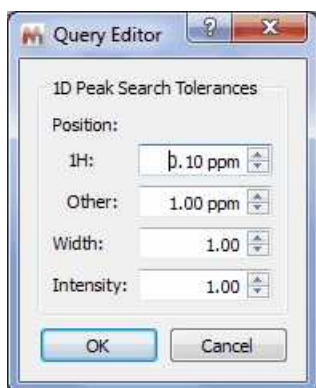 Query Editor
1D Peak Search Tolerances
Position:
1H: 0.10 ppm
Other: 1.00 ppm
Width: 1.00
Intensity: 1.00
OK Cancel